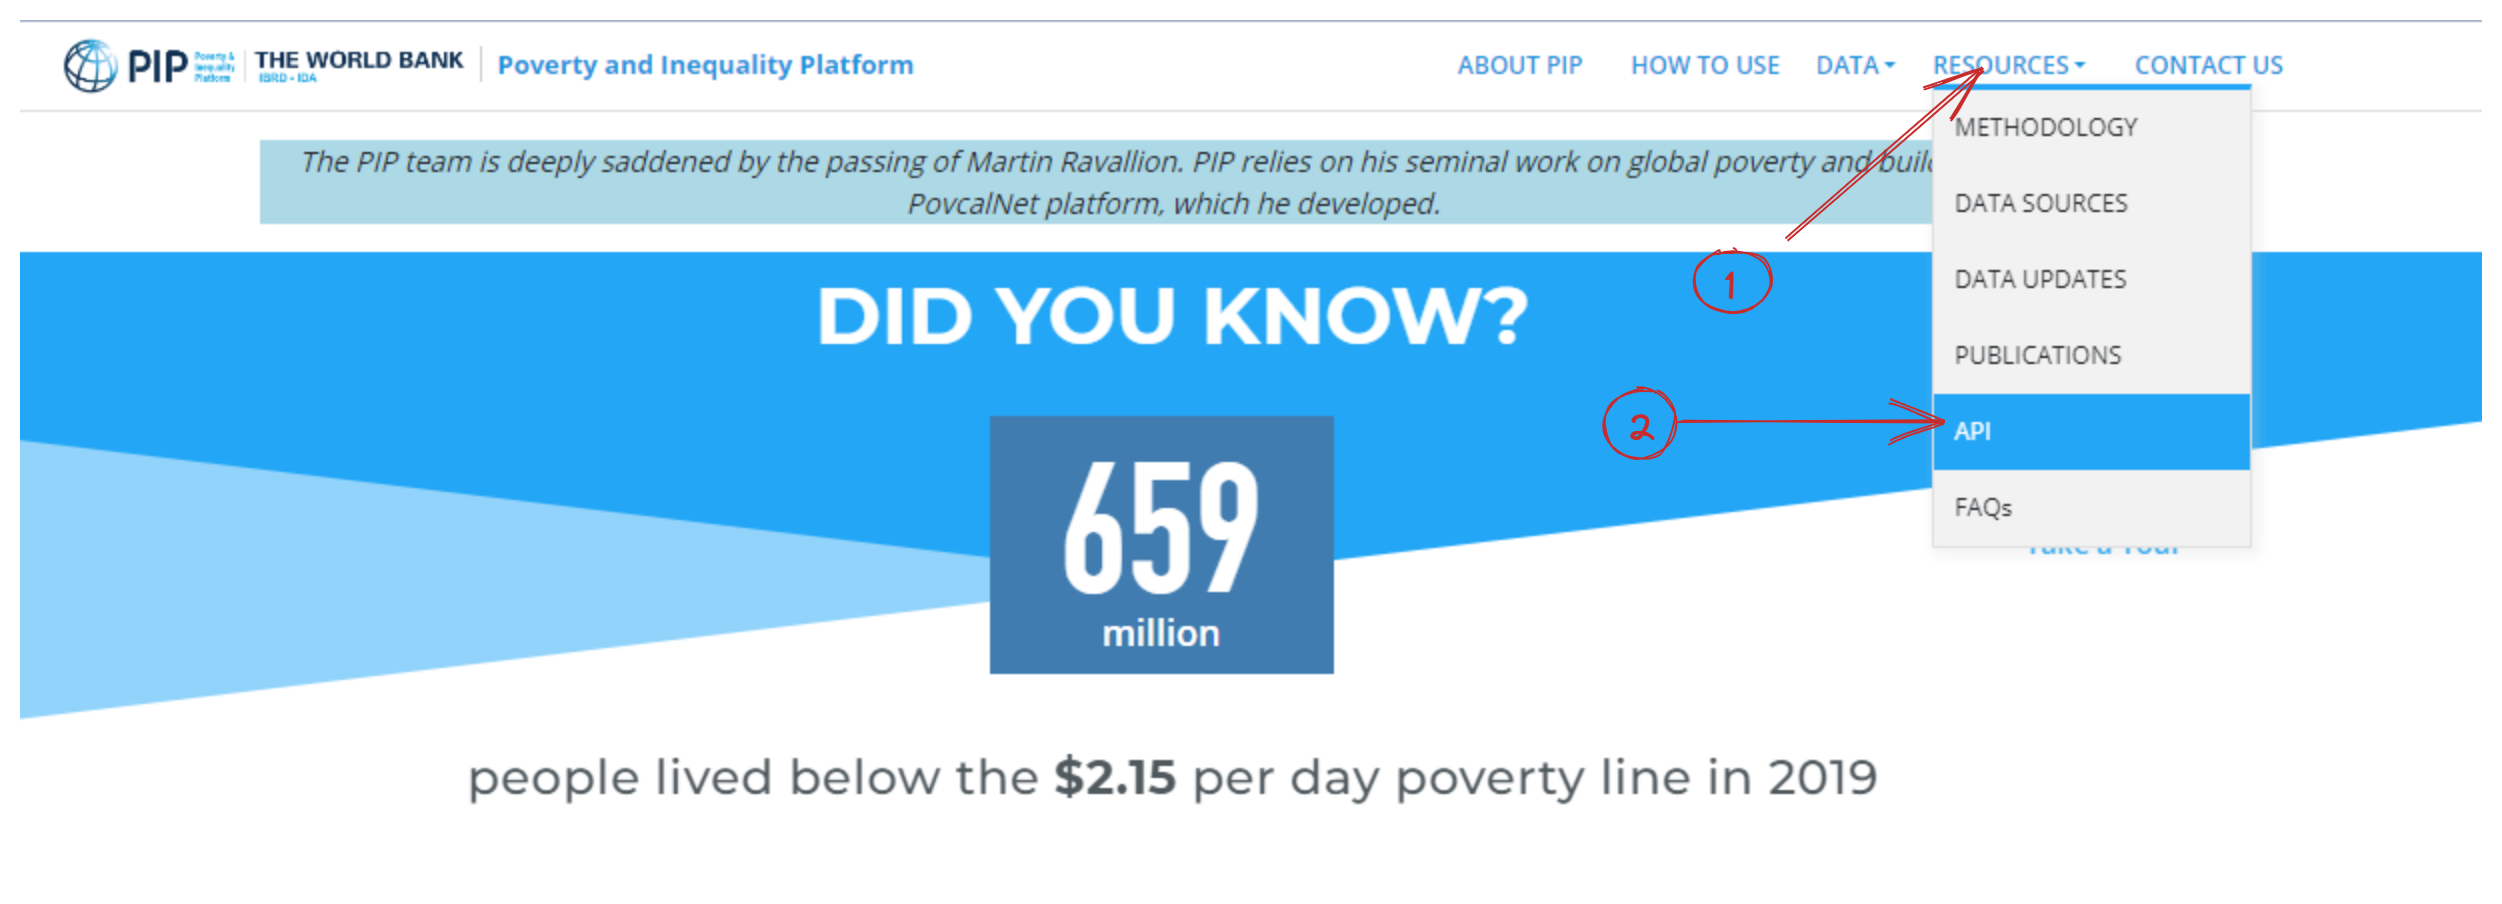 PIP Poverty & Inequality Platform THE WORLD BANK IBRD • IDA Poverty and Inequality Platform ABOUT PIP HOW TO USE DATA RESOURCES CONTACT US
METHODOLOGY
DATA SOURCES
DATA UPDATES
PUBLICATIONS
API
FAQs
The PIP team is deeply saddened by the passing of Martin Ravallion. PIP relies on his seminal work on global poverty and
PovcalNet platform, which he developed.
1
DID YOU KNOW?
2
659
million
people lived below the $2.15 per day poverty line in 2019